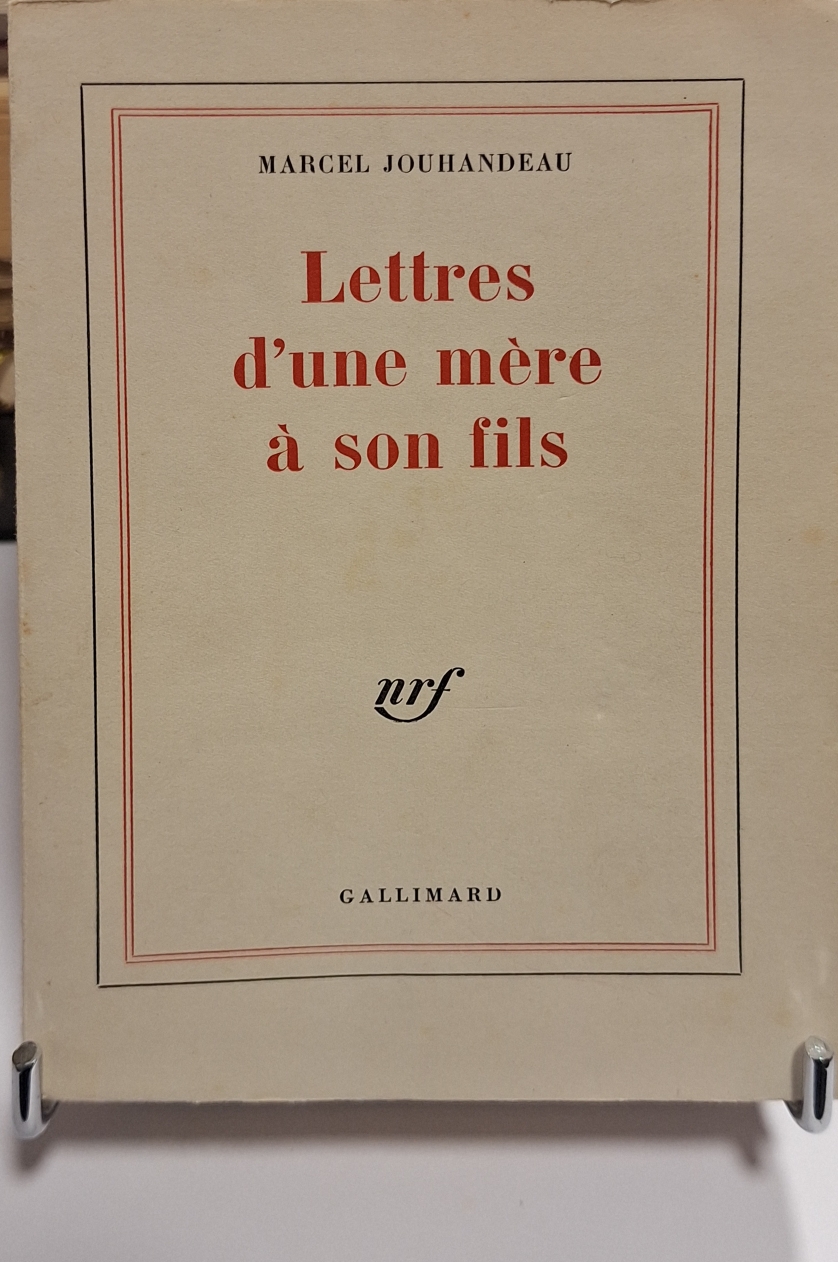 MARCEL JOUHANDEAU
Lettres
d'une mère
à son fils
nrf
GALLIMARD